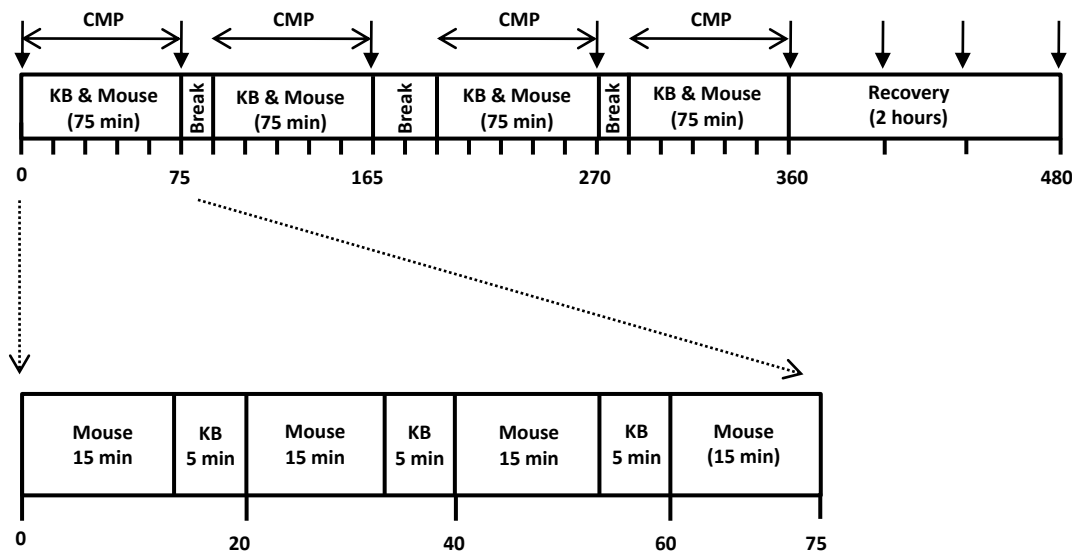 CMP CMP CMP CMP
KB & Mouse
(75 min)
Break
KB & Mouse
(75 min)
Break
KB & Mouse
(75 min)
Break
KB & Mouse
(75 min)
Recovery
(2 hours)
0 75 165 270 360 480
Mouse
15 min
KB
5 min
Mouse
15 min
KB
5 min
Mouse
15 min
KB
5 min
Mouse
(15 min)
0 20 40 60 75